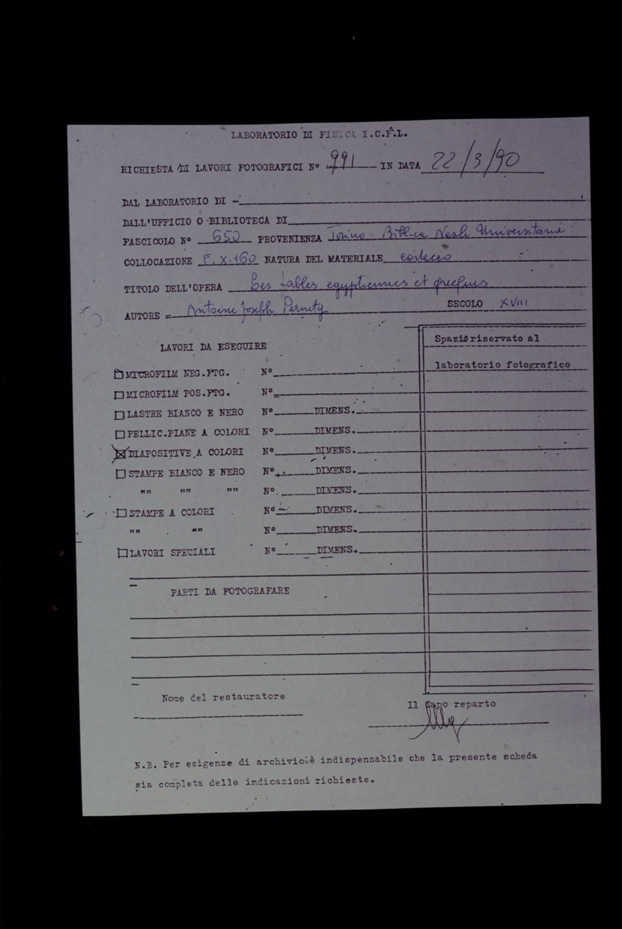 LABORATORIO DI FISICA I.C.P.L.
RICHIESTA DI LAVORI FOTOGRAFICI N° 991 IN DATA 22/3/90
DAL LABORATORIO DI
DALL'UFFICIO O BIBLIOTECA DI
FASCICOLO N° 650 PROVENIENZA Torino - Bibl.ca Naz.le Universitaria
COLLOCAZIONE F.X.160 NATURA DEL MATERIALE cartaceo
TITOLO DELL'OPERA Les fables egyptiennes et grecques
AUTORE = Antoine Joseph Pernety SECOLO XVIII
LAVORI DA ESEGUIRE
Spazio riservato al
laboratorio fotografico
MICROFILM NEG.FTG. N°
MICROFILM POS.FTG. N°
LASTRE BIANCO E NERO N° DIMENS.
PELLIC.PIANE A COLORI N° DIMENS.
DIAPOSITIVE A COLORI N° DIMENS.
STAMPE BIANCO E NERO N° DIMENS.
"" "" "" N° DIMENS.
STAMPE A COLORI N° DIMENS.
"" "" N° DIMENS.
LAVORI SPECIALI N° DIMENS.
PARTI DA FOTOGRAFARE
Nome del restauratore
Il Capo reparto
N.B. Per esigenze di archivio è indispensabile che la presente scheda
sia completa delle indicazioni richieste.